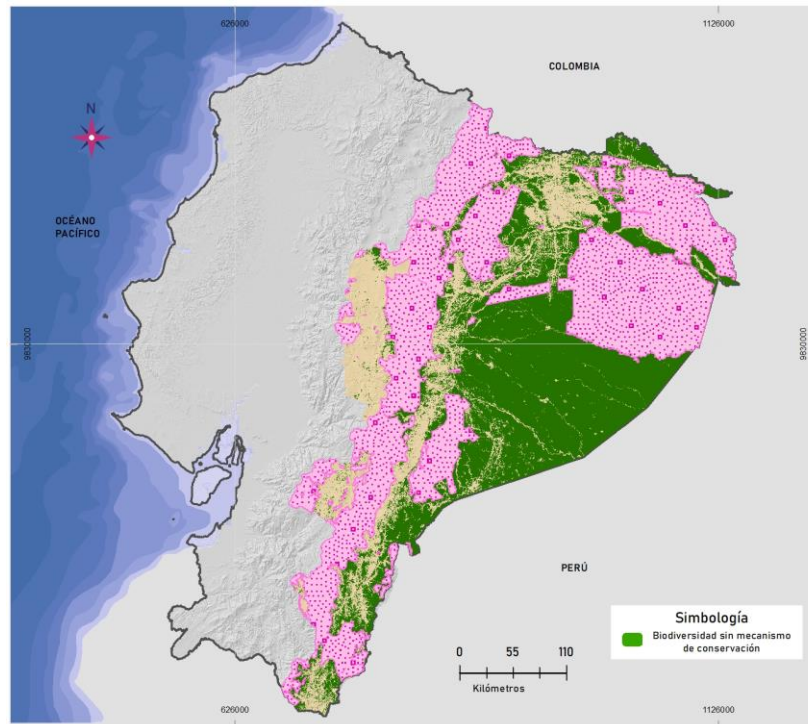 626000
1126000
COLOMBIA
N
OCÉANO
PACÍFICO
9830000
9830000
PERÚ
Simbología
Biodiversidad sin mecanismo
de conservación
0 55 110
Kilómetros
626000
1126000